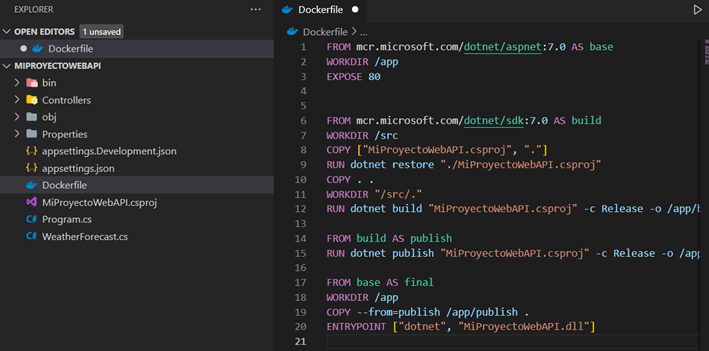 EXPLORER
OPEN EDITORS 1 unsaved
Dockerfile
MIPROYECTOWEBAPI
bin
Controllers
obj
Properties
appsettings.Development.json
appsettings.json
Dockerfile
MiProyectoWebAPI.csproj
Program.cs
WeatherForecast.cs
Dockerfile
Dockerfile > ...
1 FROM mcr.microsoft.com/dotnet/aspnet:7.0 AS base
2 WORKDIR /app
3 EXPOSE 80
4
5
6 FROM mcr.microsoft.com/dotnet/sdk:7.0 AS build
7 WORKDIR /src
8 COPY ["MiProyectoWebAPI.csproj", "."]
9 RUN dotnet restore "./MiProyectoWebAPI.csproj"
10 COPY . .
11 WORKDIR "/src/."
12 RUN dotnet build "MiProyectoWebAPI.csproj" -c Release -o /app/b
13
14 FROM build AS publish
15 RUN dotnet publish "MiProyectoWebAPI.csproj" -c Release -o /app
16
17 FROM base AS final
18 WORKDIR /app
19 COPY --from=publish /app/publish .
20 ENTRYPOINT ["dotnet", "MiProyectoWebAPI.dll"]
21